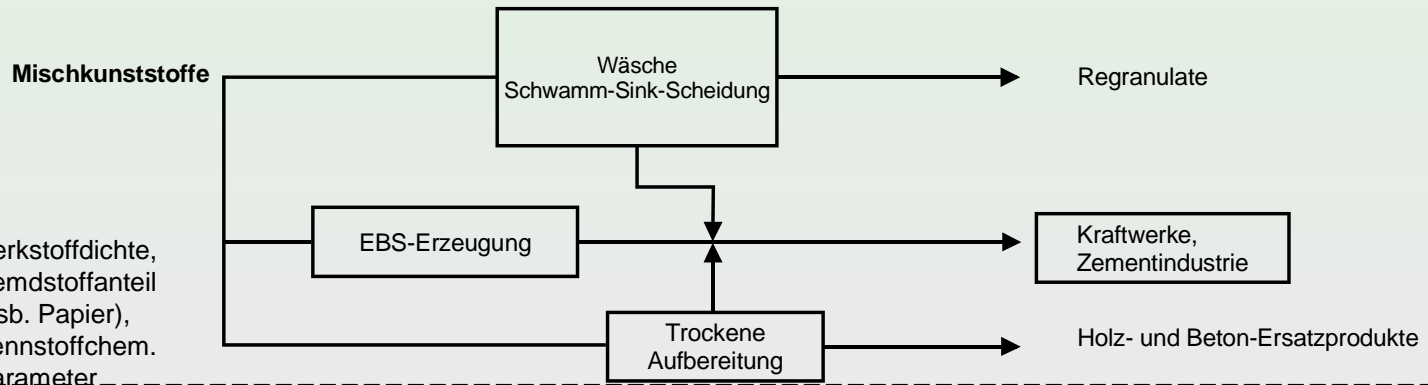 Mischkunststoffe
Wäsche
Schwamm-Sink-Scheidung
Regranulate
EBS-Erzeugung
Kraftwerke,
Zementindustrie
erkstoffdichte,
emdstoffanteil
sb. Papier),
ennstoffchem.
arameter
Trockene
Aufbereitung
Holz- und Beton-Ersatzprodukte